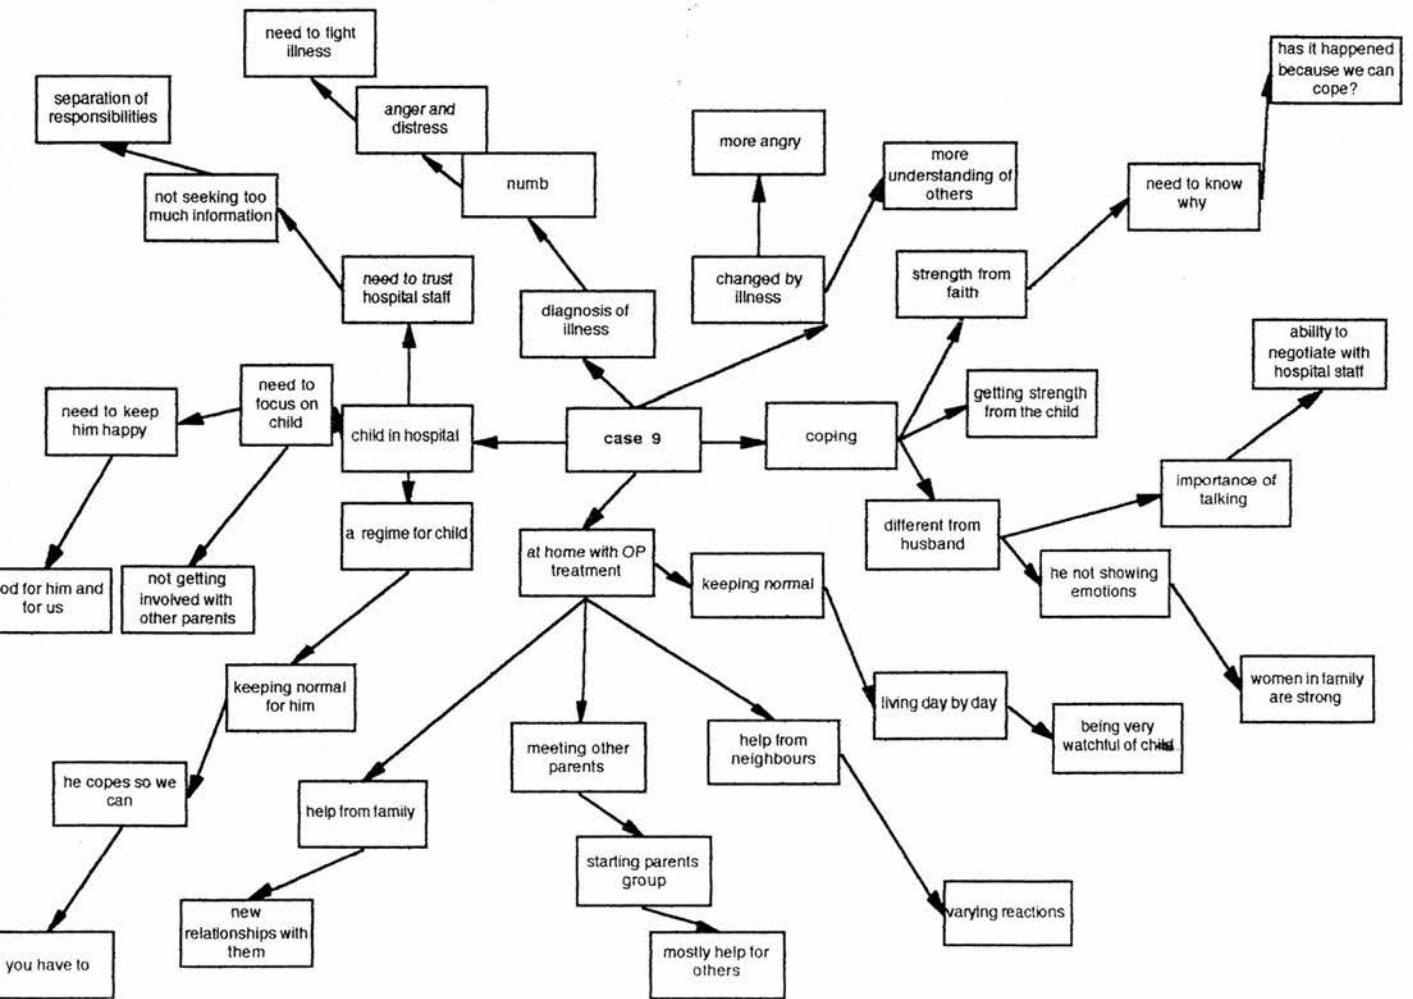 need to fight
illness
has it happened
because we can
cope?
separation of
responsibilities
anger and
distress
more angry
more
understanding of
others
numb
need to know
why
not seeking too
much information
need to trust
hospital staff
changed by
illness
strength from
faith
diagnosis of
illness
ability to
negotiate with
hospital staff
need to
focus on
child
getting strength
from the child
need to keep
him happy
child in hospital
case 9
coping
importance of
talking
a regime for child
different from
husband
at home with OP
treatment
keeping normal
he not showing
emotions
od for him and
for us
not getting
involved with
other parents
keeping normal
for him
women in family
are strong
living day by day
being very
watchful of child
meeting other
parents
help from
neighbours
he copes so we
can
help from family
starting parents
group
varying reactions
new
relationships with
them
mostly help for
others
you have to